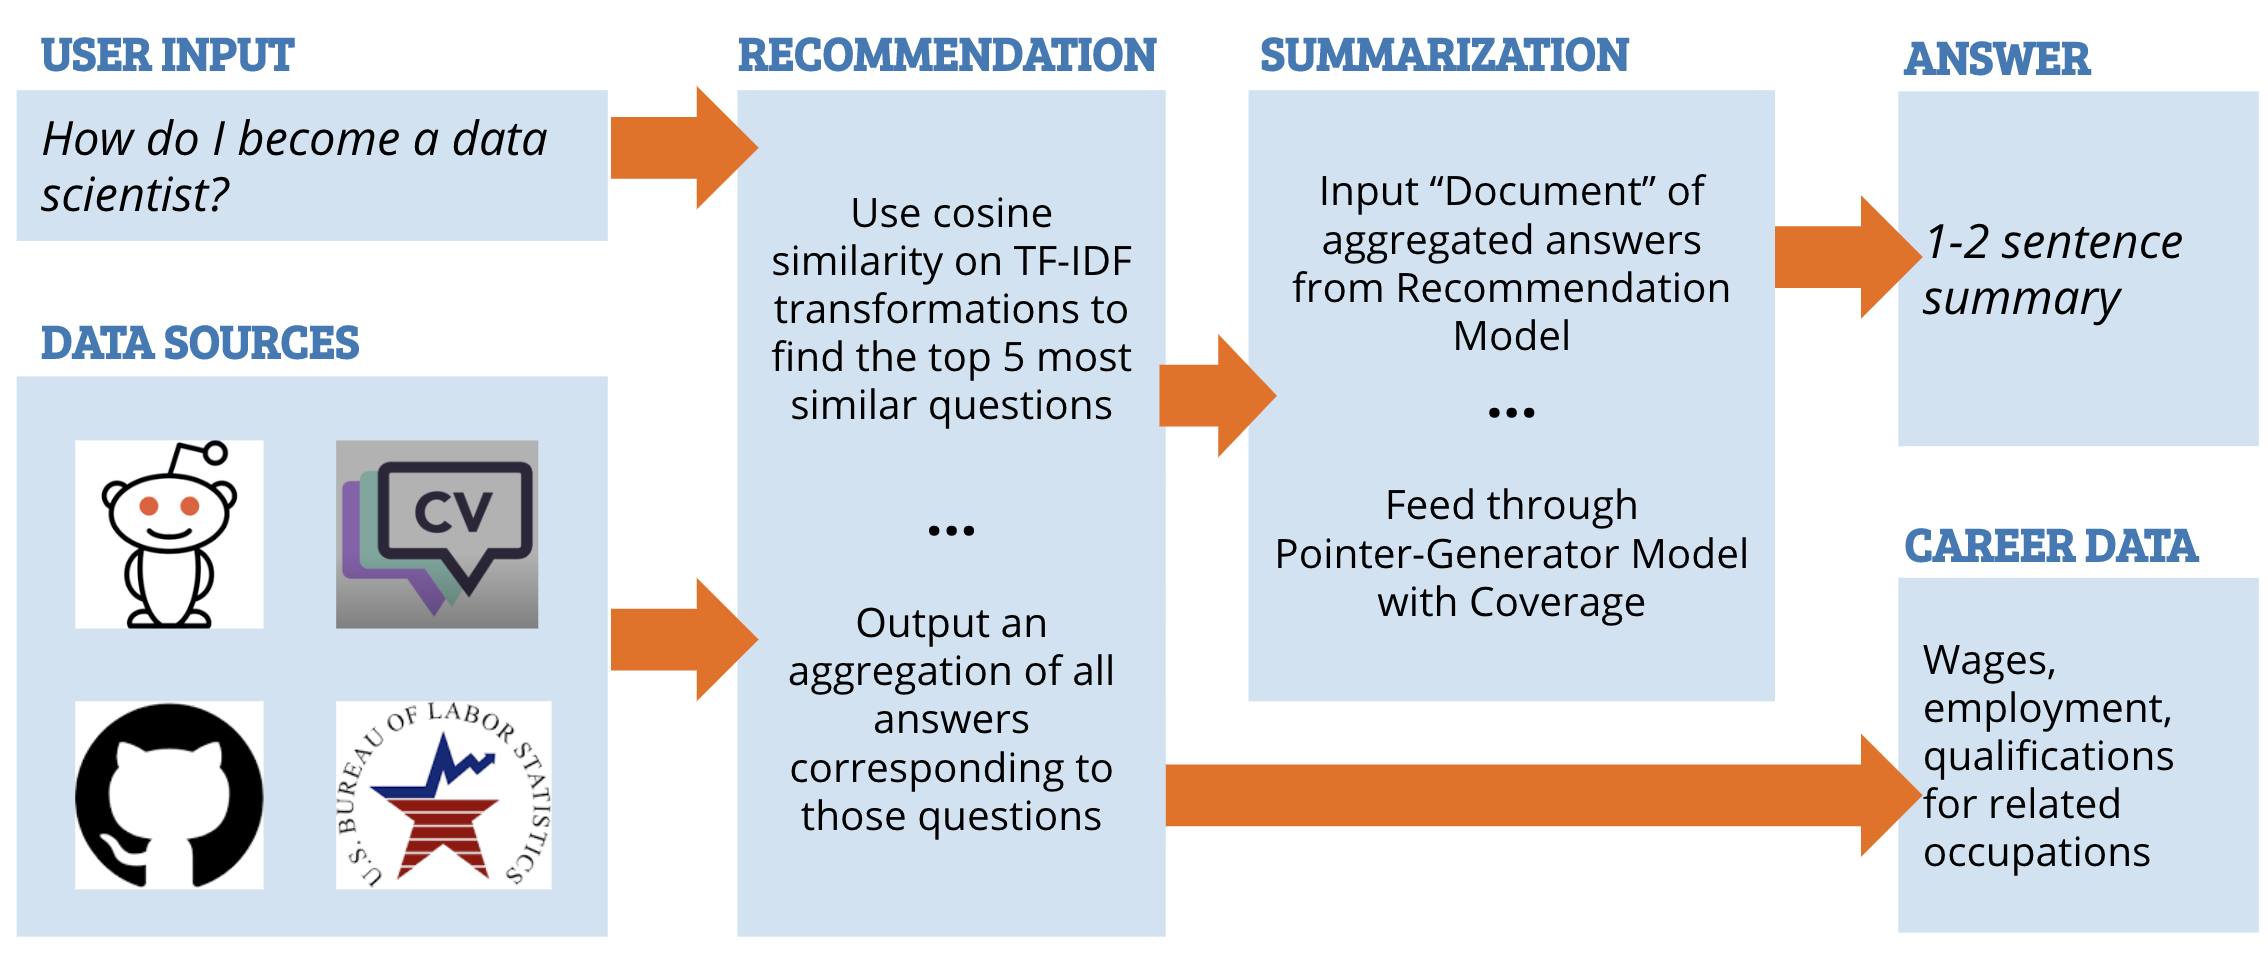 USER INPUT
How do I become a data
scientist?
DATA SOURCES
CV
U.S. BUREAU OF LABOR STATISTICS
RECOMMENDATION
Use cosine
similarity on TF-IDF
transformations to
find the top 5 most
similar questions
...
Output an
aggregation of all
answers
corresponding to
those questions
SUMMARIZATION
Input “Document” of
aggregated answers
from Recommendation
Model
...
Feed through
Pointer-Generator Model
with Coverage
ANSWER
1-2 sentence
summary
CAREER DATA
Wages,
employment,
qualifications
for related
occupations